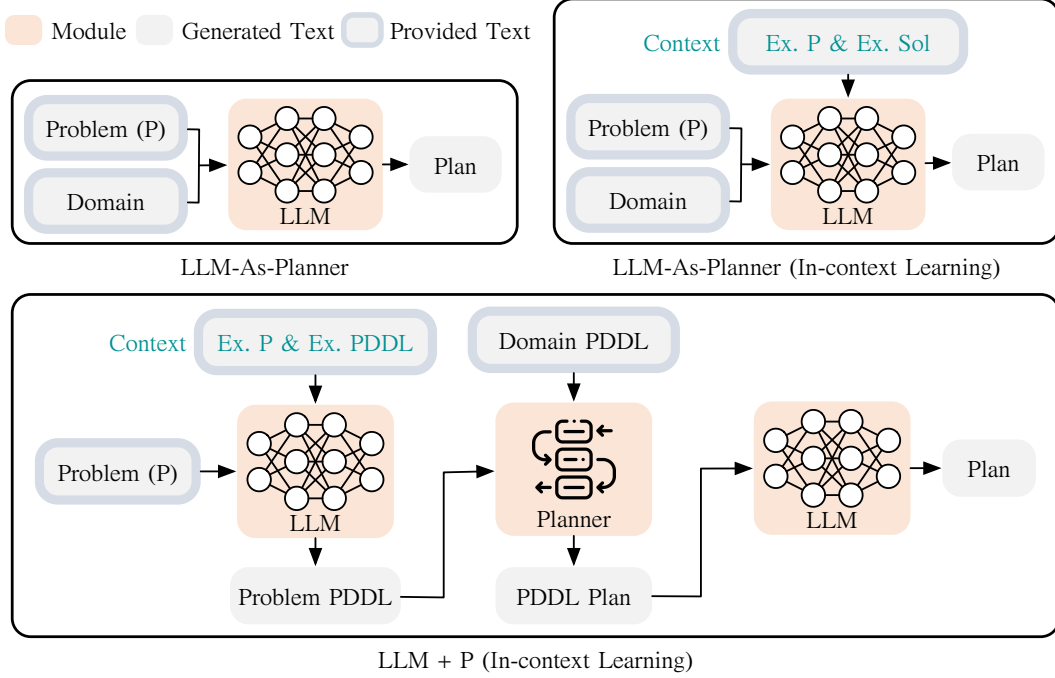 Module
Generated Text
Provided Text
Problem (P)
Domain
LLM
Plan
LLM-As-Planner
Context
Ex. P & Ex. Sol
Problem (P)
Domain
LLM
Plan
LLM-As-Planner (In-context Learning)
Context
Ex. P & Ex. PDDL
Domain PDDL
Problem (P)
LLM
Planner
LLM
Plan
Problem PDDL
PDDL Plan
LLM + P (In-context Learning)